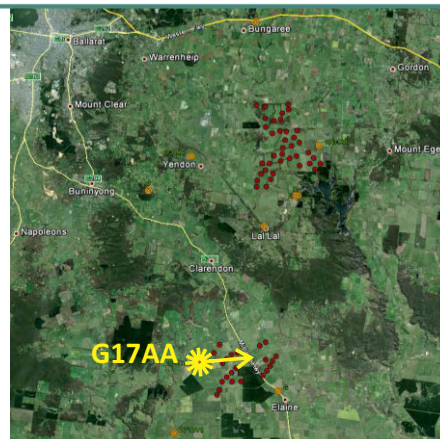 Bungaree
Ballarat
Warrenheip
Gordon
Mount Clear
Mount Ege
Yendon
Buninyong
Napoleons
Lal Lal
Clarendon
G17AA
Elaine